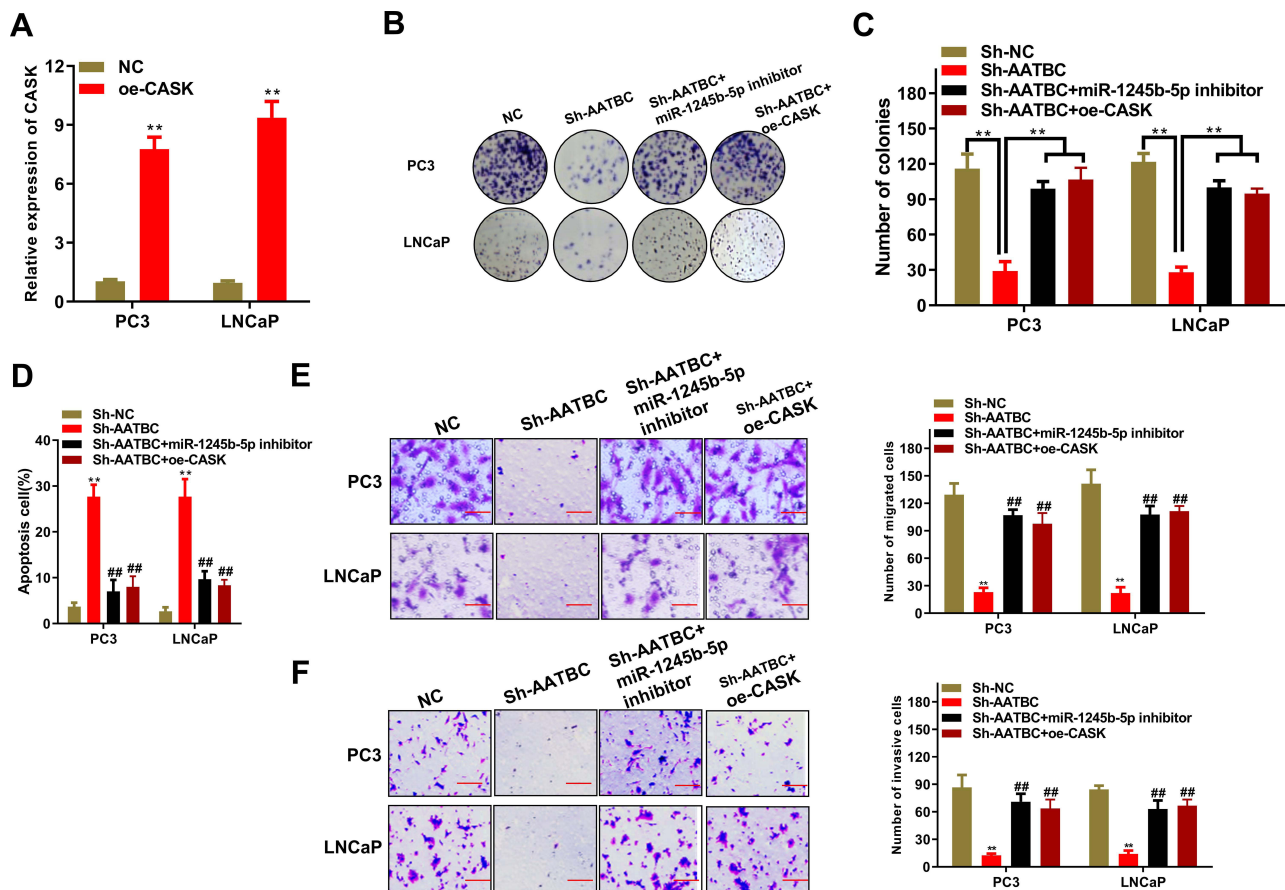 A
NC
oe-CASK
Relative expression of CASK
12
9
6
3
0
**
**
PC3
LNCaP
B
NC
Sh-AATBC
Sh-AATBC+
miR-1245b-5p inhibitor
Sh-AATBC+
oe-CASK
PC3
LNCaP
C
Sh-NC
Sh-AATBC
Sh-AATBC+miR-1245b-5p inhibitor
Sh-AATBC+oe-CASK
Number of colonies
180
150
120
90
60
30
0
**
**
**
**
PC3
LNCaP
D
Sh-NC
Sh-AATBC
Sh-AATBC+miR-1245b-5p inhibitor
Sh-AATBC+oe-CASK
Apoptosis cell(%)
40
30
20
10
0
**
##
##
**
##
##
PC3
LNCaP
E
NC
Sh-AATBC
Sh-AATBC+
miR-1245b-5p
inhibitor
Sh-AATBC+
oe-CASK
PC3
LNCaP
Sh-NC
Sh-AATBC
Sh-AATBC+miR-1245b-5p inhibitor
Sh-AATBC+oe-CASK
Number of migrated cells
180
150
120
90
60
30
0
**
##
##
**
##
##
PC3
LNCaP
F
NC
Sh-AATBC
Sh-AATBC+
miR-1245b-5p
inhibitor
Sh-AATBC+
oe-CASK
PC3
LNCaP
Sh-NC
Sh-AATBC
Sh-AATBC+miR-1245b-5p inhibitor
Sh-AATBC+oe-CASK
Number of invasive cells
180
150
120
90
60
30
0
**
##
##
**
##
##
PC3
LNCaP